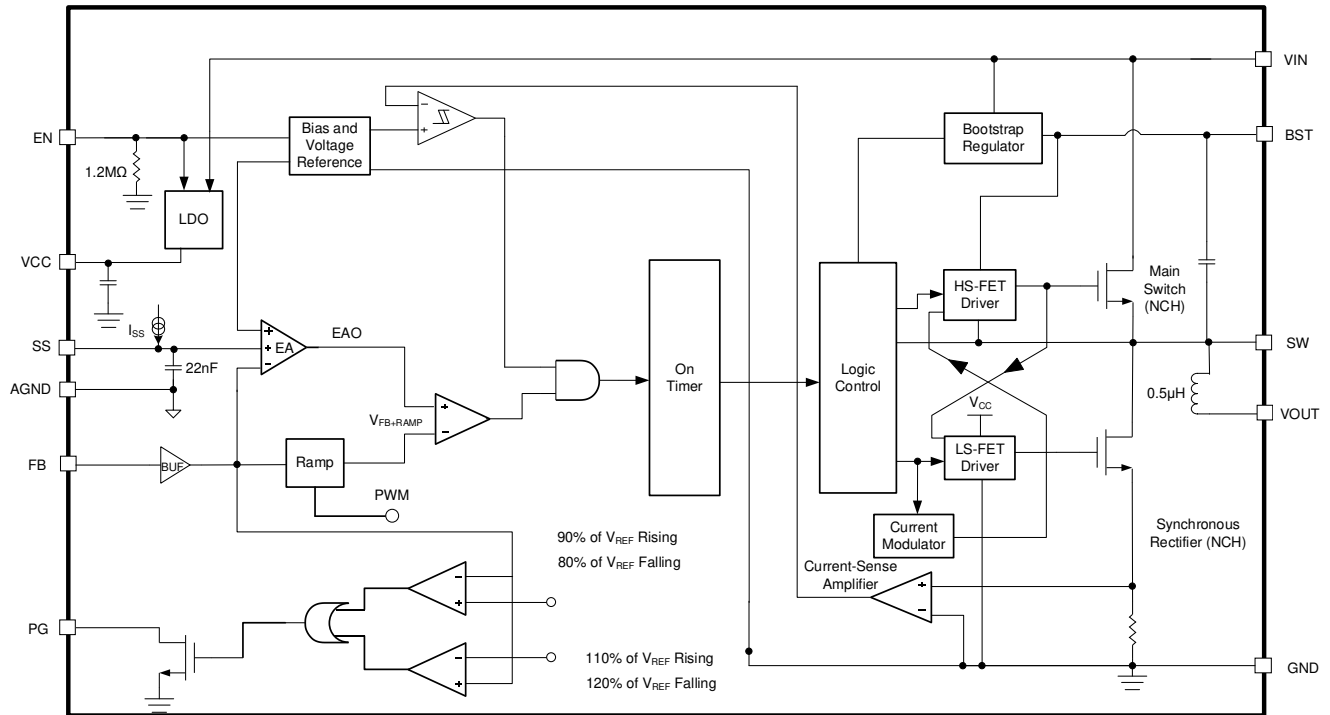 VIN
EN
Bias and
Voltage
Reference
−
+
Bootstrap
Regulator
BST
1.2MΩ
LDO
VCC
On
Timer
Logic
Control
HS-FET
Driver
Main
Switch
(NCH)
ISS
SS
+
+
−
EA
EAO
SW
22nF
AGND
0.5µH
VCC
VOUT
VFB+RAMP
+
−
LS-FET
Driver
FB
BUF
Ramp
PWM
Current
Modulator
Synchronous
Rectifier (NCH)
90% of VREF Rising
80% of VREF Falling
Current-Sense
Amplifier
+
−
−
+
PG
110% of VREF Rising
120% of VREF Falling
−
+
GND